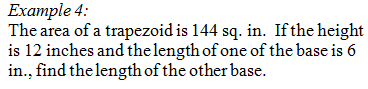 Example 4:
The area of a trapezoid is 144 sq. in.  If the height
is 12 inches and the length of one of the base is 6
in., find the length of the other base.